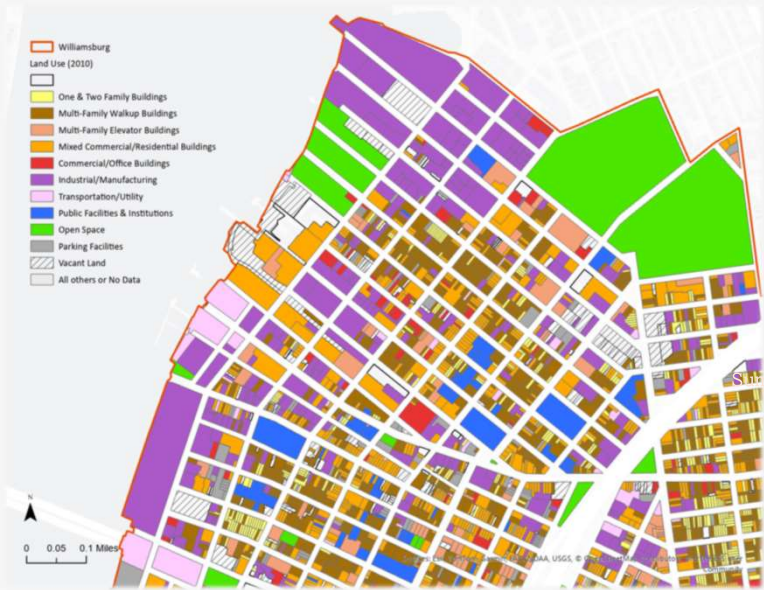 Williamsburg
Land Use (2010)
One & Two Family Buildings
Multi-Family Walkup Buildings
Multi-Family Elevator Buildings
Mixed Commercial/Residential Buildings
Commercial/Office Buildings
Industrial/Manufacturing
Transportation/Utility
Public Facilities & Institutions
Open Space
Parking Facilities
Vacant Land
All others or No Data
N
0 0.05 0.1 Miles
USGS, ©
Community